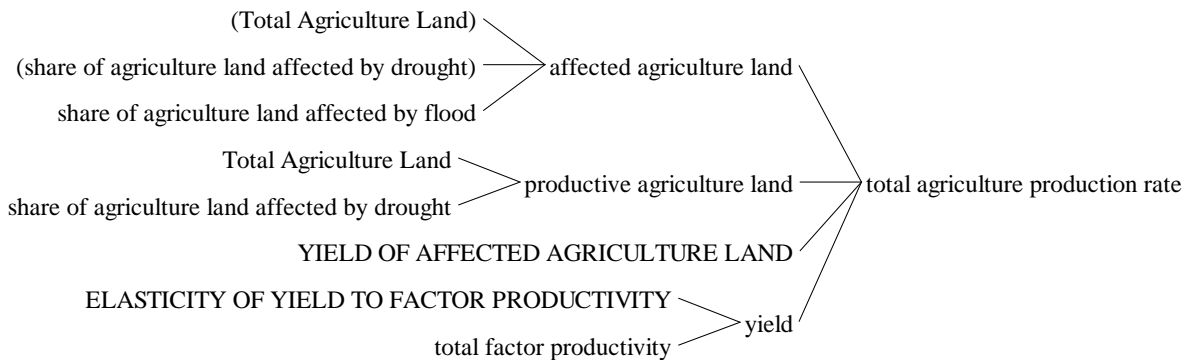 (Total Agriculture Land)
(share of agriculture land affected by drought)
affected agriculture land
share of agriculture land affected by flood
Total Agriculture Land
productive agriculture land
total agriculture production rate
share of agriculture land affected by drought
YIELD OF AFFECTED AGRICULTURE LAND
ELASTICITY OF YIELD TO FACTOR PRODUCTIVITY
yield
total factor productivity